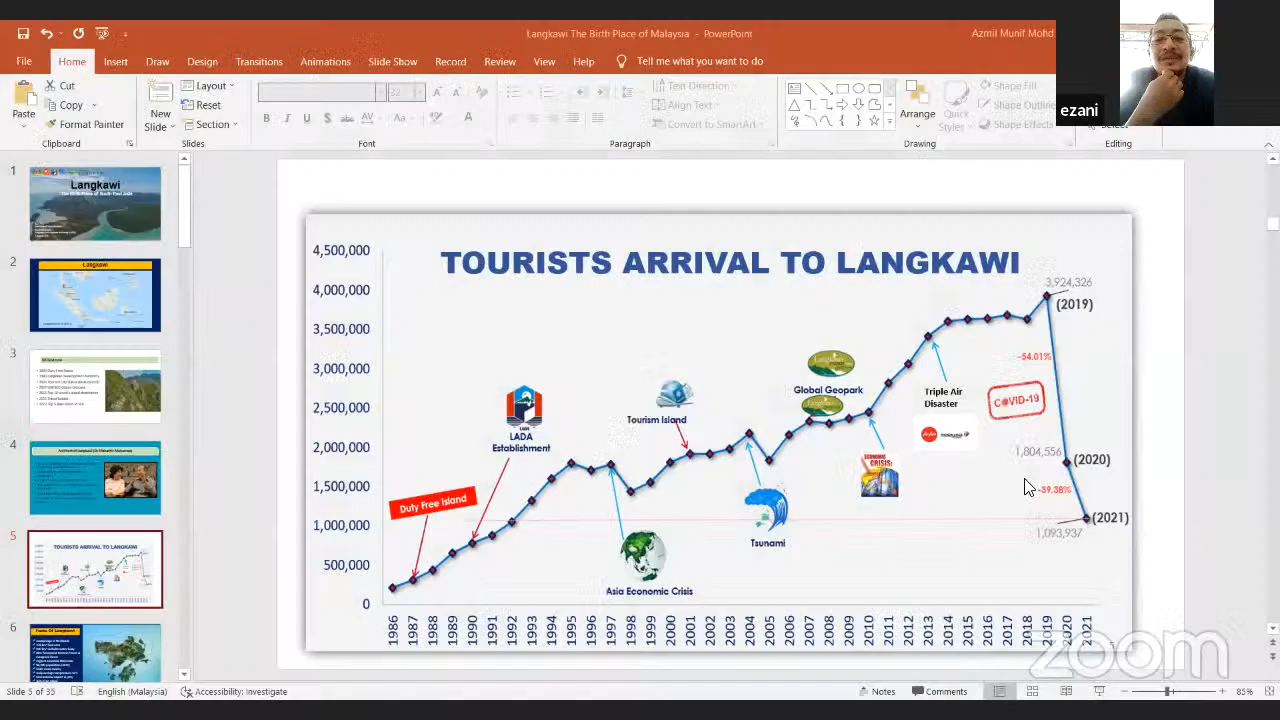 Langkawi The Birth Place of Malaysia - PowerPoint
Azmil Munif Mohd
File Home Insert Draw Design Transitions Animations Slide Show Record Review View Help Tell me what you want to do
ezani
Paste
Cut
Copy
Format Painter
Clipboard
New
Slide
Layout
Reset
Section
Slides
32
Font
Text Direction
Align Text
Convert to SmartArt
Paragraph
Arrange
Quick
Styles
Shape Fill
Shape Outline
Shape Effects
Drawing
Select
Editing
1
Langkawi
2
Langkawi
3
4
5
TOURISTS ARRIVAL TO LANGKAWI
6
TOURISTS ARRIVAL TO LANGKAWI
4,500,000
4,000,000
3,500,000
3,000,000
2,500,000
2,000,000
1,500,000
1,000,000
500,000
0
Duty Free Island
LADA
LADA
Establishment
Asia Economic Crisis
Tourism Island
Tsunami
Global Geopark
ECONOMIC
CRISIS
Triple Air
Disaster
COVID-19
3,924,326
(2019)
-54.01%
1,804,556
(2020)
-39.38%
(2021)
1,093,937
1986 1987 1988 1989 1990 1991 1992 1993 1994 1995 1996 1997 1998 1999 2000 2001 2002 2003 2004 2005 2006 2007 2008 2009 2010 2011 2012 2013 2014 2015 2016 2017 2018 2019 2020 2021
zoom
Slide 5 of 35 English (Malaysia) Accessibility: Investigate Notes Comments 85%